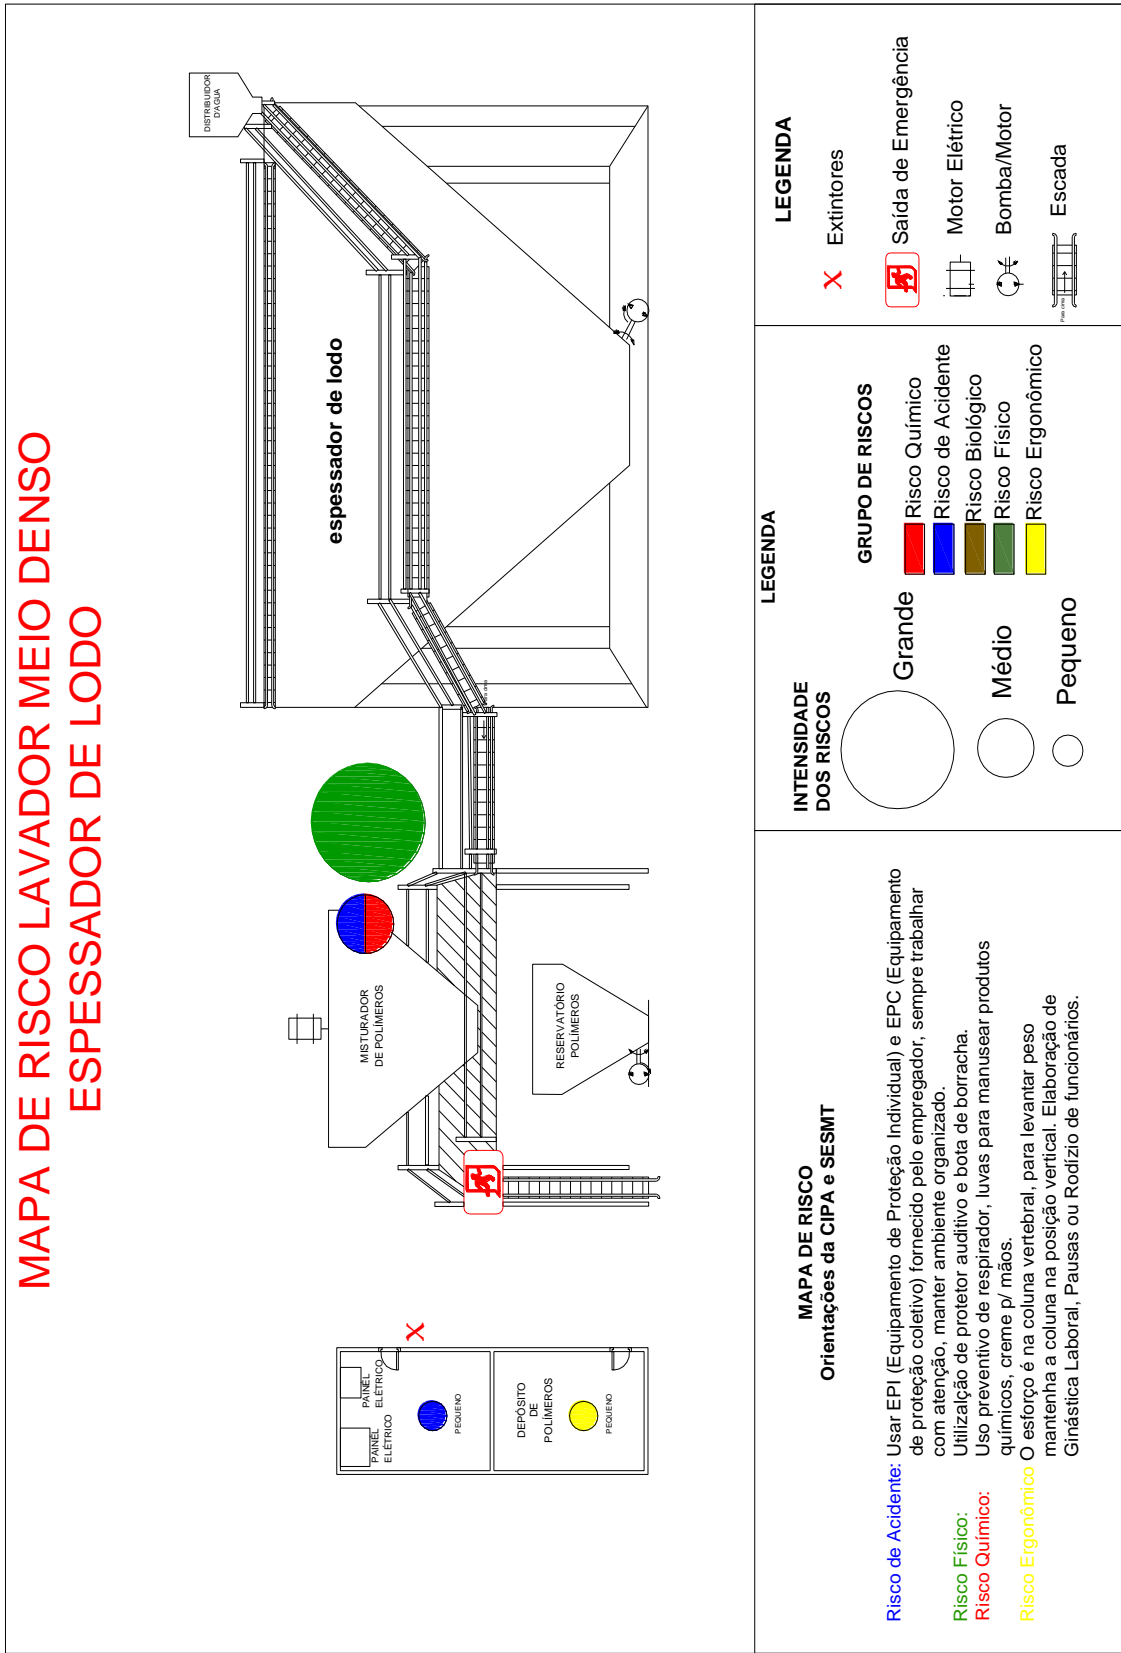 MAPA DE RISCO LAVADOR MEIO DENSO
ESPESSADOR DE LODO
PAINEL
ELÉTRICO
PAINEL
ELÉTRICO
PEQUENO
DEPÓSITO
DE
POLÍMEROS
PEQUENO
X
MISTURADOR
DE POLÍMEROS
RESERVATÓRIO
POLÍMEROS
Para cima
espessador de lodo
DISTRIBUIDOR
D'AGUA
MAPA DE RISCO
Orientações da CIPA e SESMT
Risco de Acidente: Usar EPI (Equipamento de Proteção Individual) e EPC (Equipamento
de proteção coletivo) fornecido pelo empregador, sempre trabalhar
com atenção, manter ambiente organizado.
Risco Físico: Utilização de protetor auditivo e bota de borracha.
Risco Químico: Uso preventivo de respirador, luvas para manusear produtos
químicos, creme p/ mãos.
Risco Ergonômico O esforço é na coluna vertebral, para levantar peso
mantenha a coluna na posição vertical. Elaboração de
Ginástica Laboral, Pausas ou Rodízio de funcionários.
LEGENDA
INTENSIDADE
DOS RISCOS
Grande
Médio
Pequeno
GRUPO DE RISCOS
Risco Químico
Risco de Acidente
Risco Biológico
Risco Físico
Risco Ergonômico
LEGENDA
X Extintores
Saída de Emergência
Motor Elétrico
Bomba/Motor
Para cima
Escada